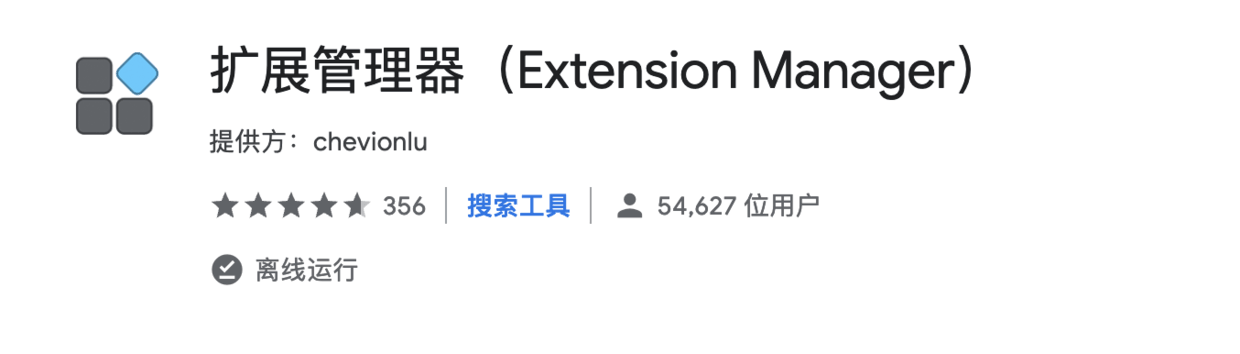 扩展管理器（Extension Manager）
提供方：chevionlu
356 搜索工具 54,627 位用户
离线运行